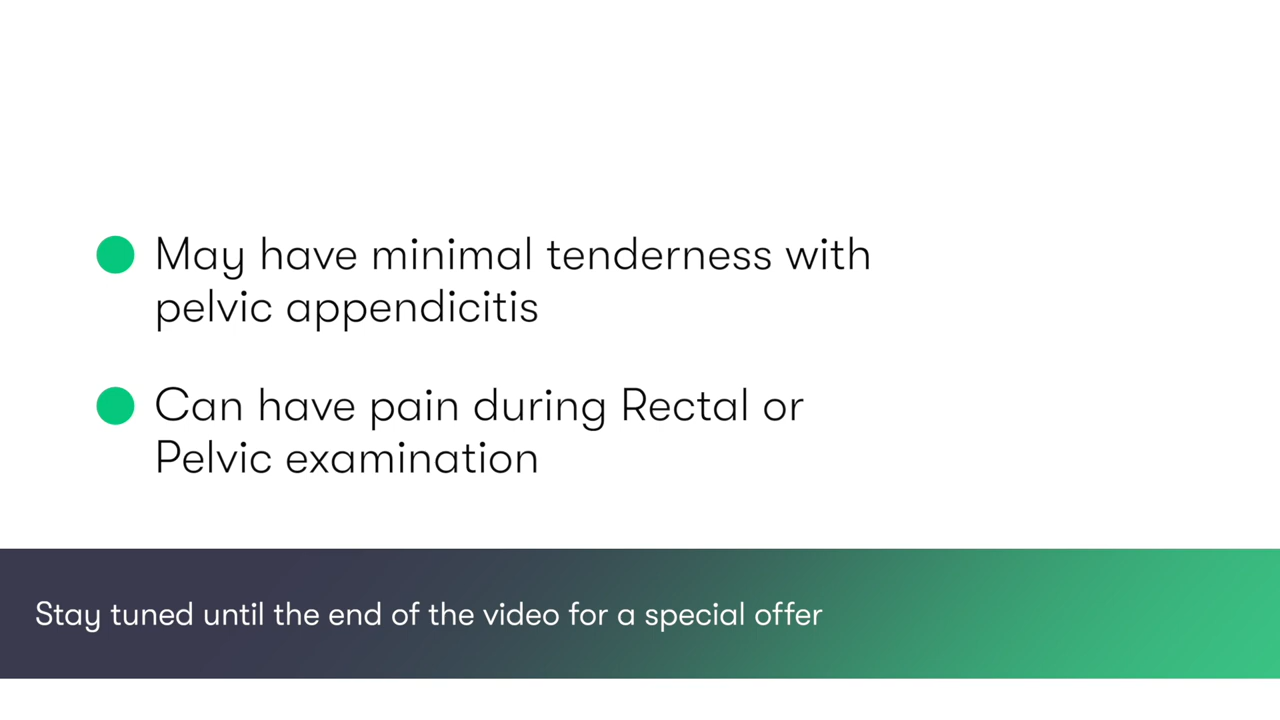 May have minimal tenderness with
pelvic appendicitis
Can have pain during Rectal or
Pelvic examination
Stay tuned until the end of the video for a special offer